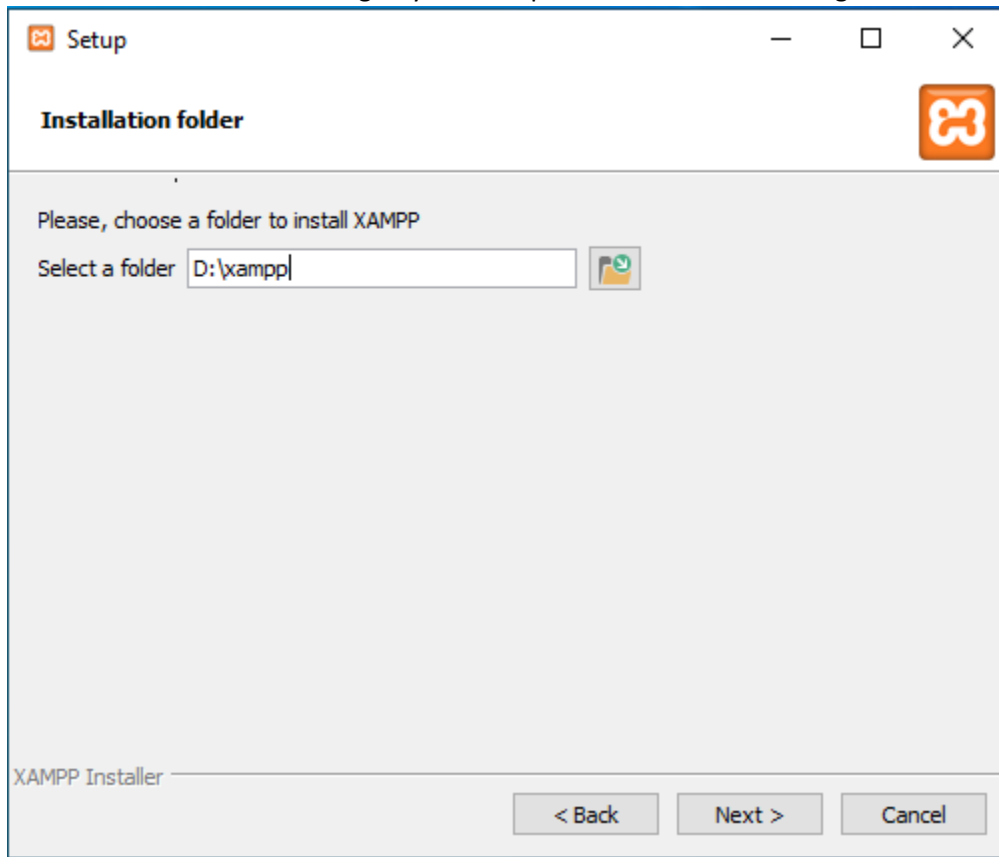 Setup
Installation folder
Please, choose a folder to install XAMPP
Select a folder D:\xampp
XAMPP Installer
< Back Next > Cancel